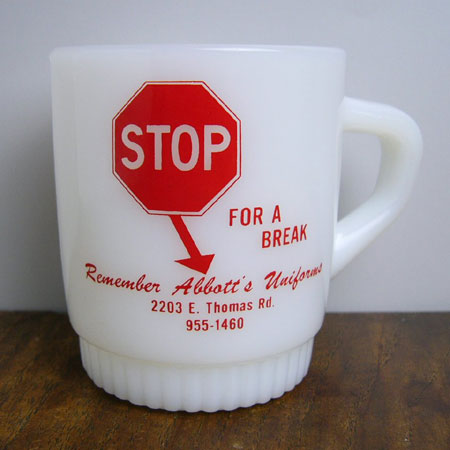 STOP
FOR A
BREAK
Remember Abbott's Uniforms
2203 E. Thomas Rd.
955-1460